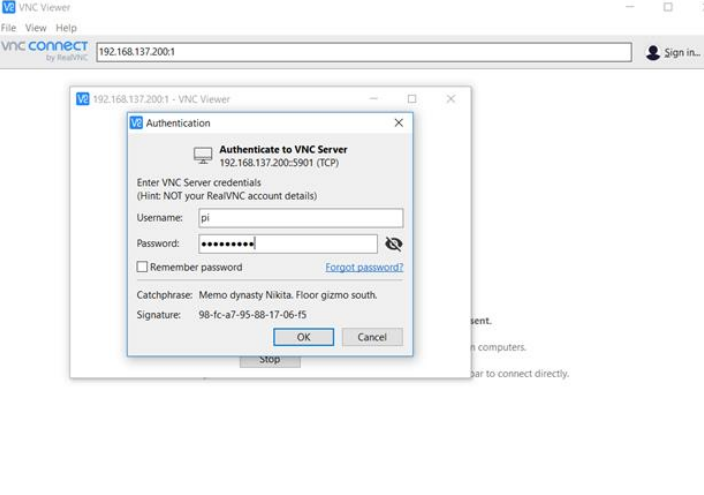 VNC Viewer
File View Help
VNC CONNECT
by RealVNC
192.168.137.200:1
Sign in...
192.168.137.200:1 - VNC Viewer
Authentication
Authenticate to VNC Server
192.168.137.200::5901 (TCP)
Enter VNC Server credentials
(Hint: NOT your RealVNC account details)
Username: pi
Password: •••••••••
Remember password Forgot password?
Catchphrase: Memo dynasty Nikita. Floor gizmo south.
Signature: 98-fc-a7-95-88-17-06-f5
OK Cancel
Stop
sent.
computers.
bar to connect directly.